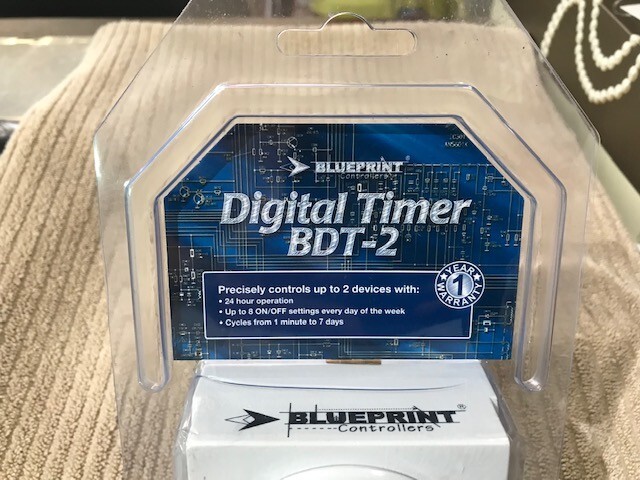 BLUEPRINT
Controllers
Digital Timer
BDT-2
Precisely controls up to 2 devices with:
• 24 hour operation
• Up to 8 ON/OFF settings every day of the week
• Cycles from 1 minute to 7 days
YEAR
1
WARRANTY
BLUEPRINT®
Controllers